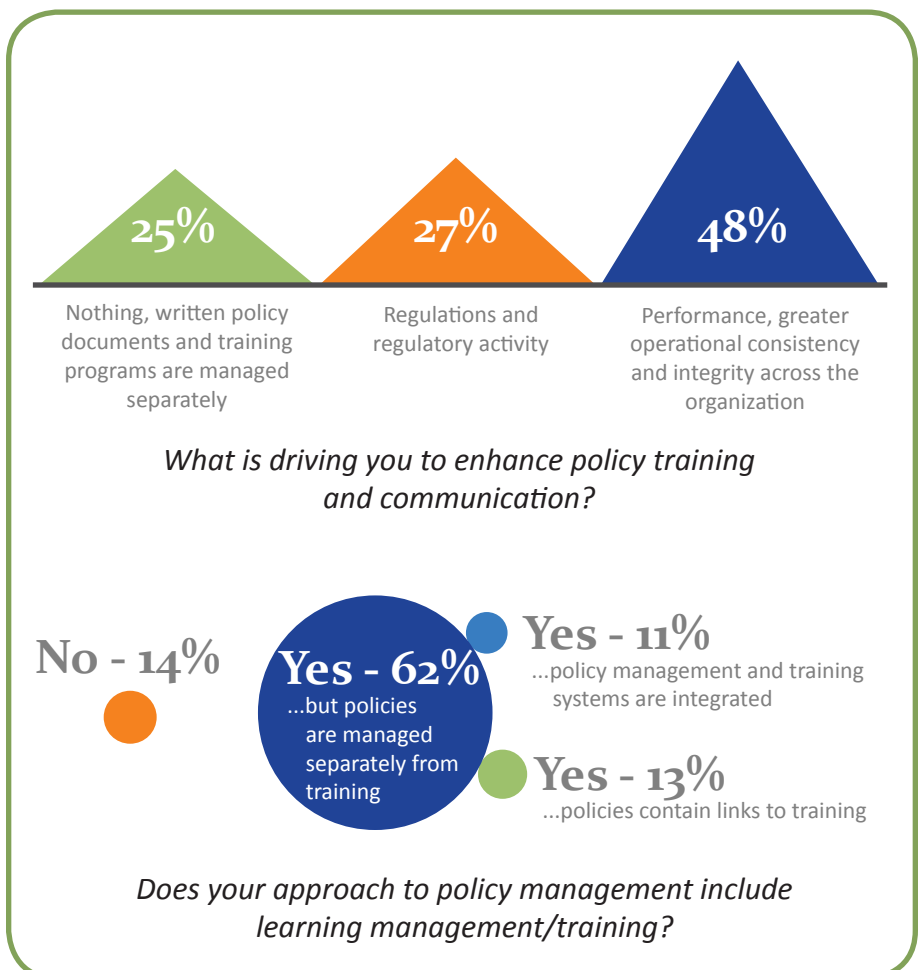 25%
27%
48%
Nothing, written policy
documents and training
programs are managed
separately
Regulations and
regulatory activity
Performance, greater
operational consistency
and integrity across the
organization
What is driving you to enhance policy training
and communication?
No - 14%
Yes - 62%
...but policies
are managed
separately from
training
Yes - 11%
...policy management and training
systems are integrated
Yes - 13%
...policies contain links to training
Does your approach to policy management include
learning management/training?